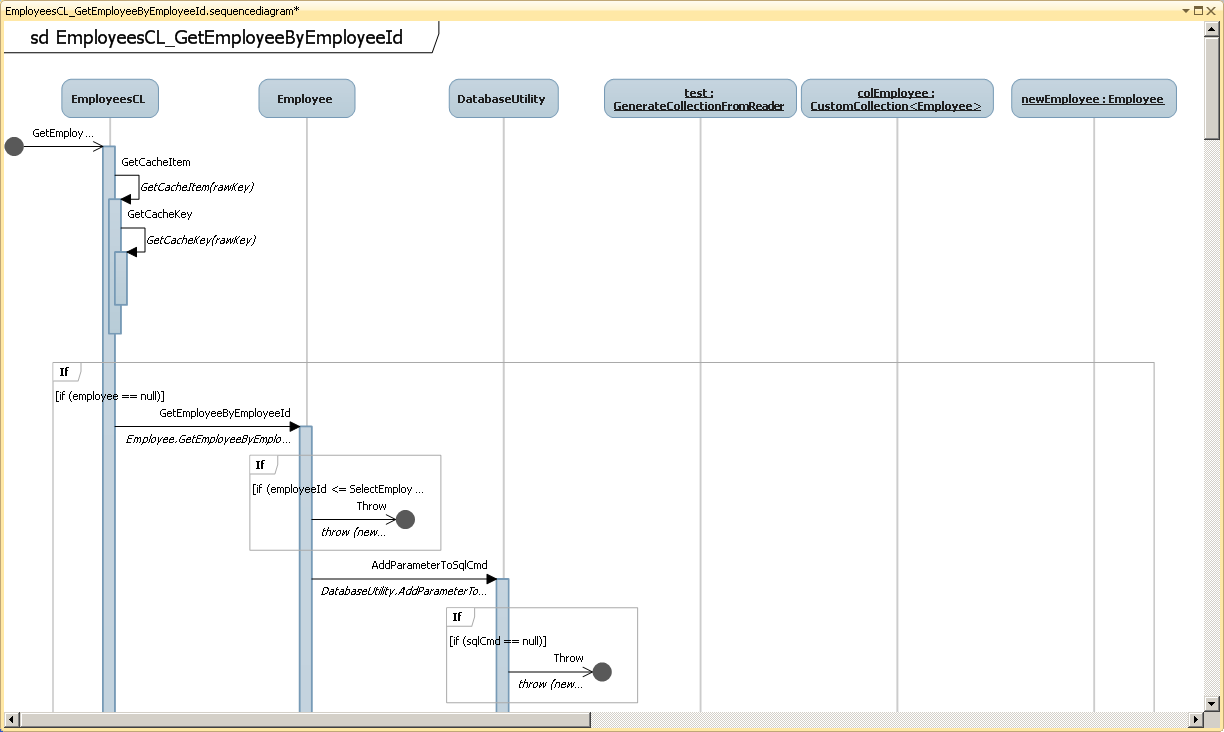 EmployeesCL_GetEmployeeByEmployeeId.sequencediagram*
sd EmployeesCL_GetEmployeeByEmployeeId
EmployeesCL
Employee
DatabaseUtility
test :
GenerateCollectionFromReader
colEmployee :
CustomCollection<Employee>
newEmployee : Employee
GetEmploy ...
GetCacheItem
GetCacheItem(rawKey)
GetCacheKey
GetCacheKey(rawKey)
If
[if (employee == null)]
GetEmployeeByEmployeeId
Employee.GetEmployeeByEmplo...
If
[if (employeeId <= SelectEmploy ...
Throw
throw (new...
AddParameterToSqlCmd
DatabaseUtility.AddParameterTo...
If
[if (sqlCmd == null)]
Throw
throw (new...